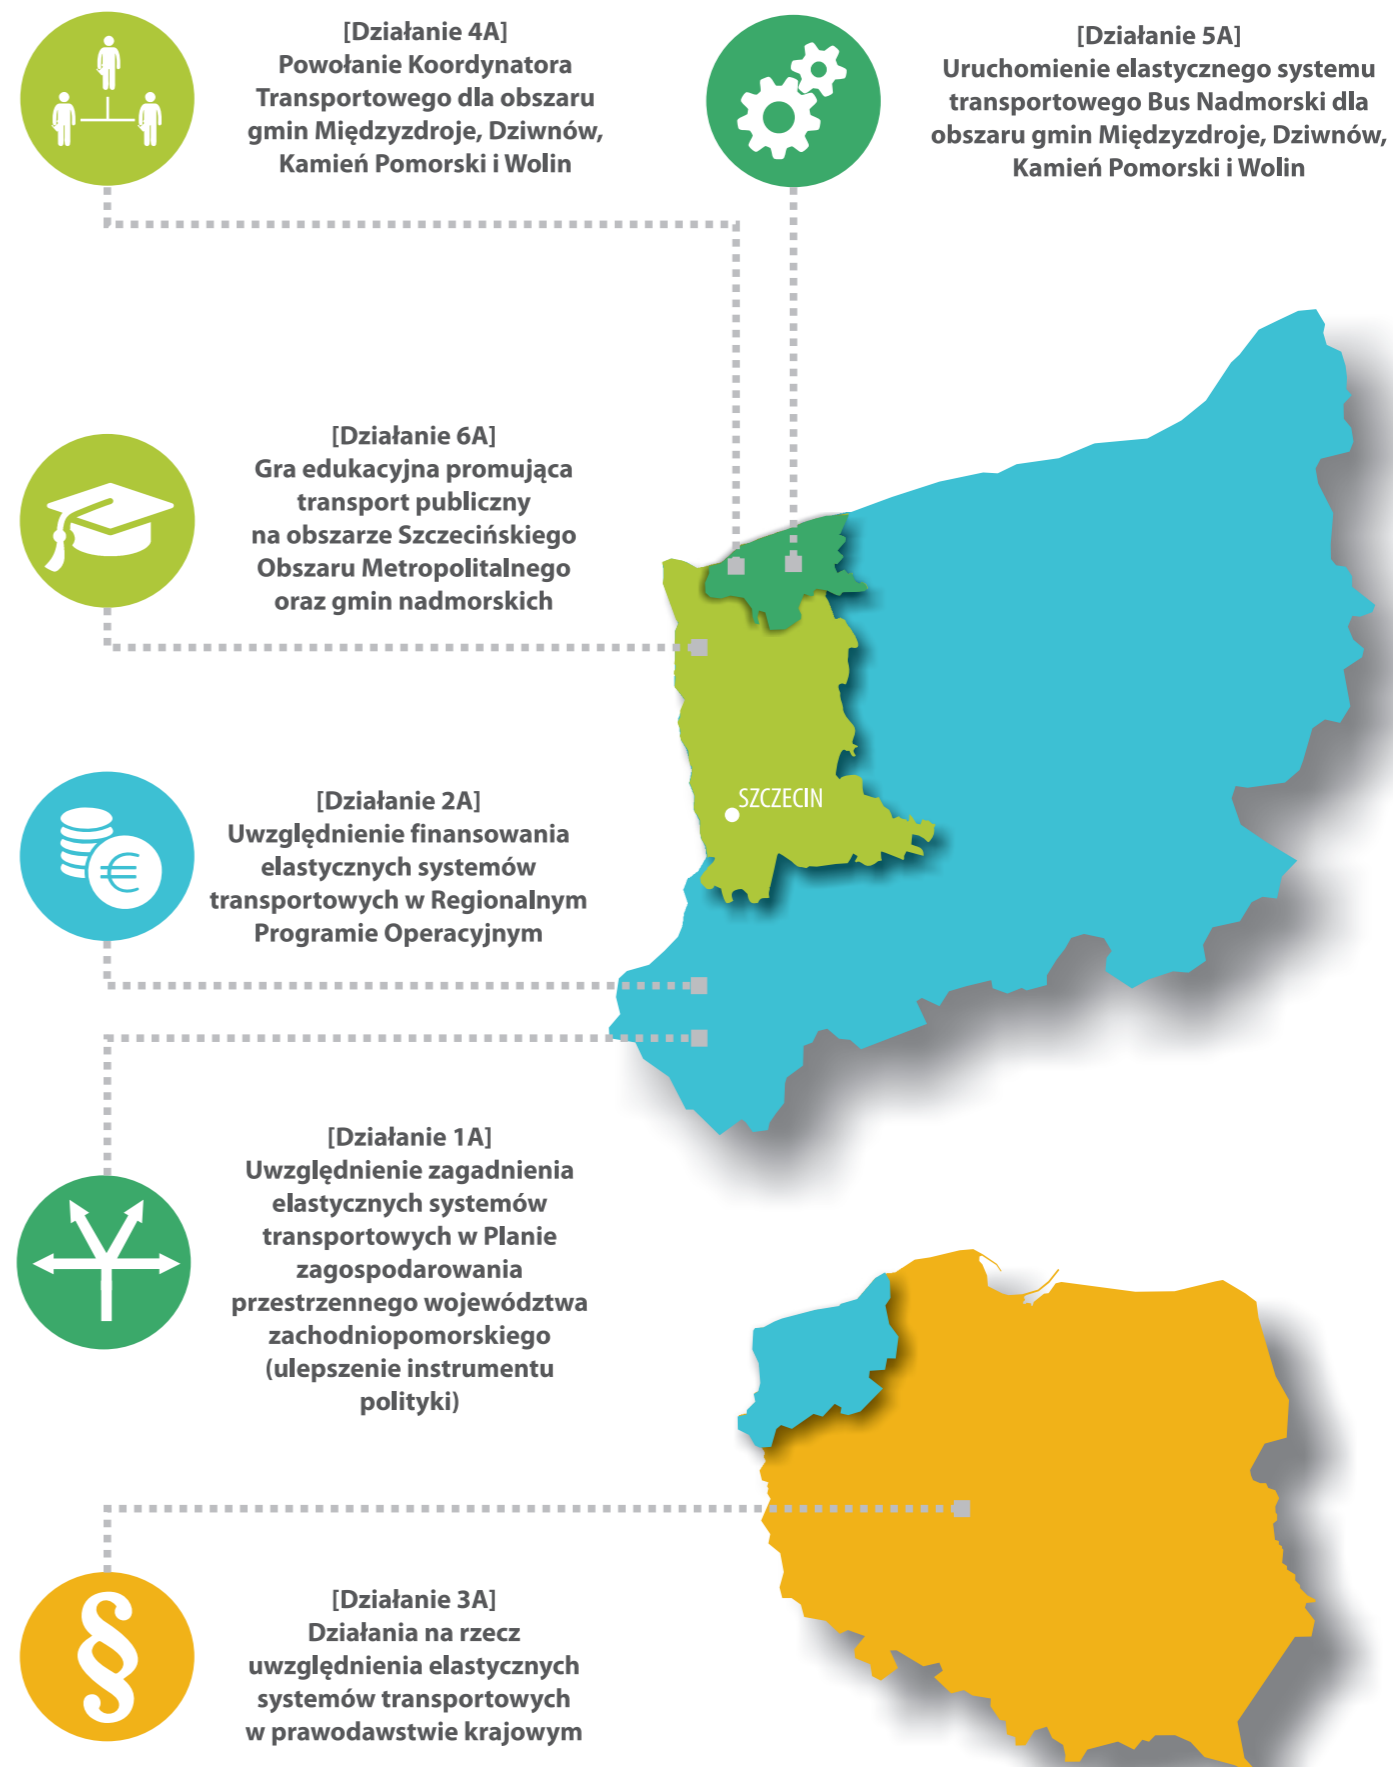 [Działanie 4A]
Powołanie Koordynatora
Transportowego dla obszaru
gmin Międzyzdroje, Dziwnów,
Kamień Pomorski i Wolin
[Działanie 5A]
Uruchomienie elastycznego systemu
transportowego Bus Nadmorski dla
obszaru gmin Międzyzdroje, Dziwnów,
Kamień Pomorski i Wolin
[Działanie 6A]
Gra edukacyjna promująca
transport publiczny
na obszarze Szczecińskiego
Obszaru Metropolitalnego
oraz gmin nadmorskich
SZCZECIN
[Działanie 2A]
Uwzględnienie finansowania
elastycznych systemów
transportowych w Regionalnym
Programie Operacyjnym
[Działanie 1A]
Uwzględnienie zagadnienia
elastycznych systemów
transportowych w Planie
zagospodarowania
przestrzennego województwa
zachodniopomorskiego
(ulepszenie instrumentu
polityki)
[Działanie 3A]
Działania na rzecz
uwzględnienia elastycznych
systemów transportowych
w prawodawstwie krajowym